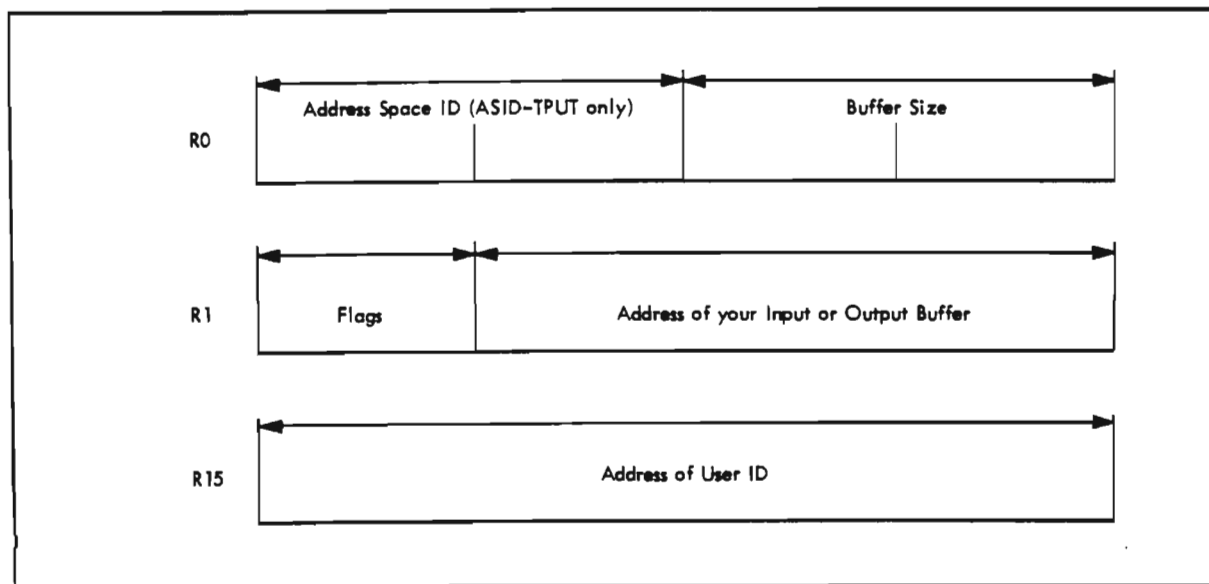 Address Space ID (ASID-TPUT only) Buffer Size
R0
R1 Flags Address of your Input or Output Buffer
R15 Address of User ID